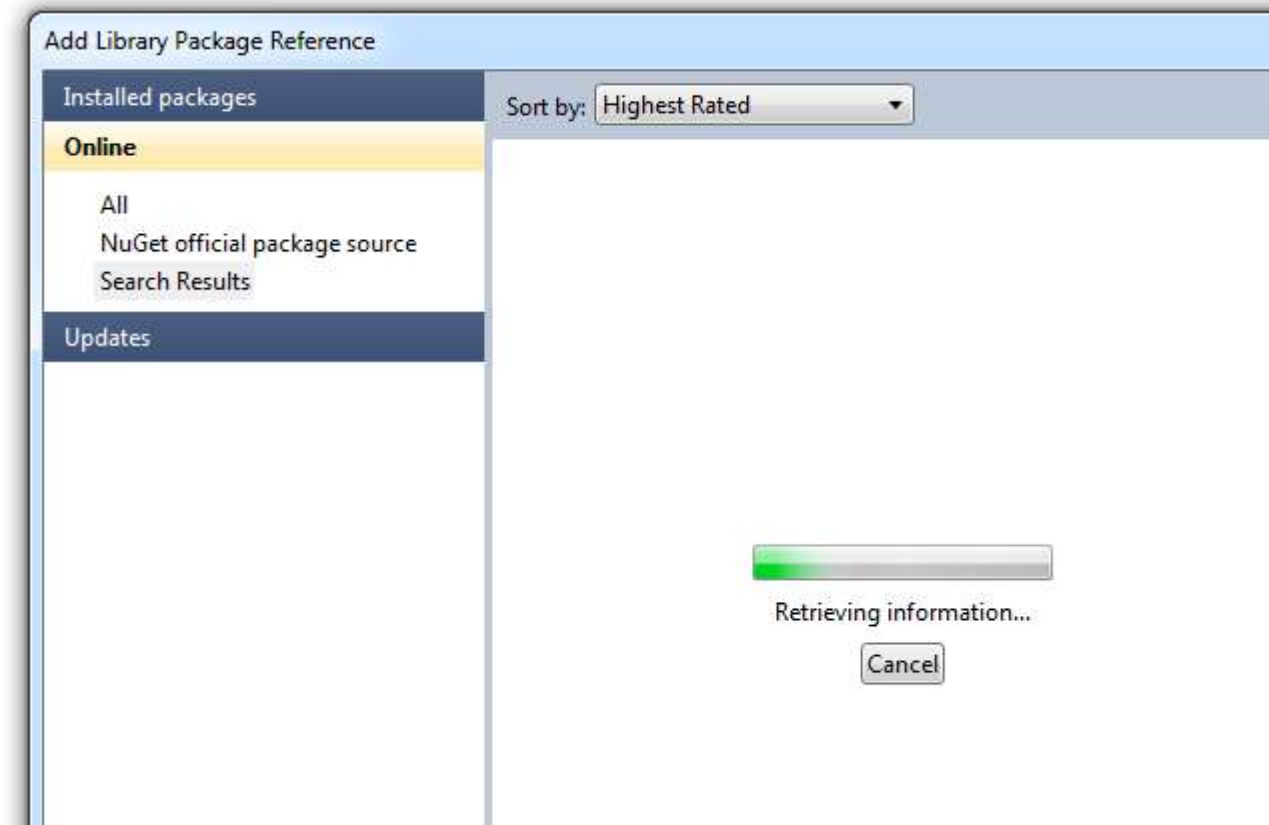 Add Library Package Reference
Installed packages
Online
All
NuGet official package source
Search Results
Updates
Sort by: Highest Rated
Retrieving information...
Cancel